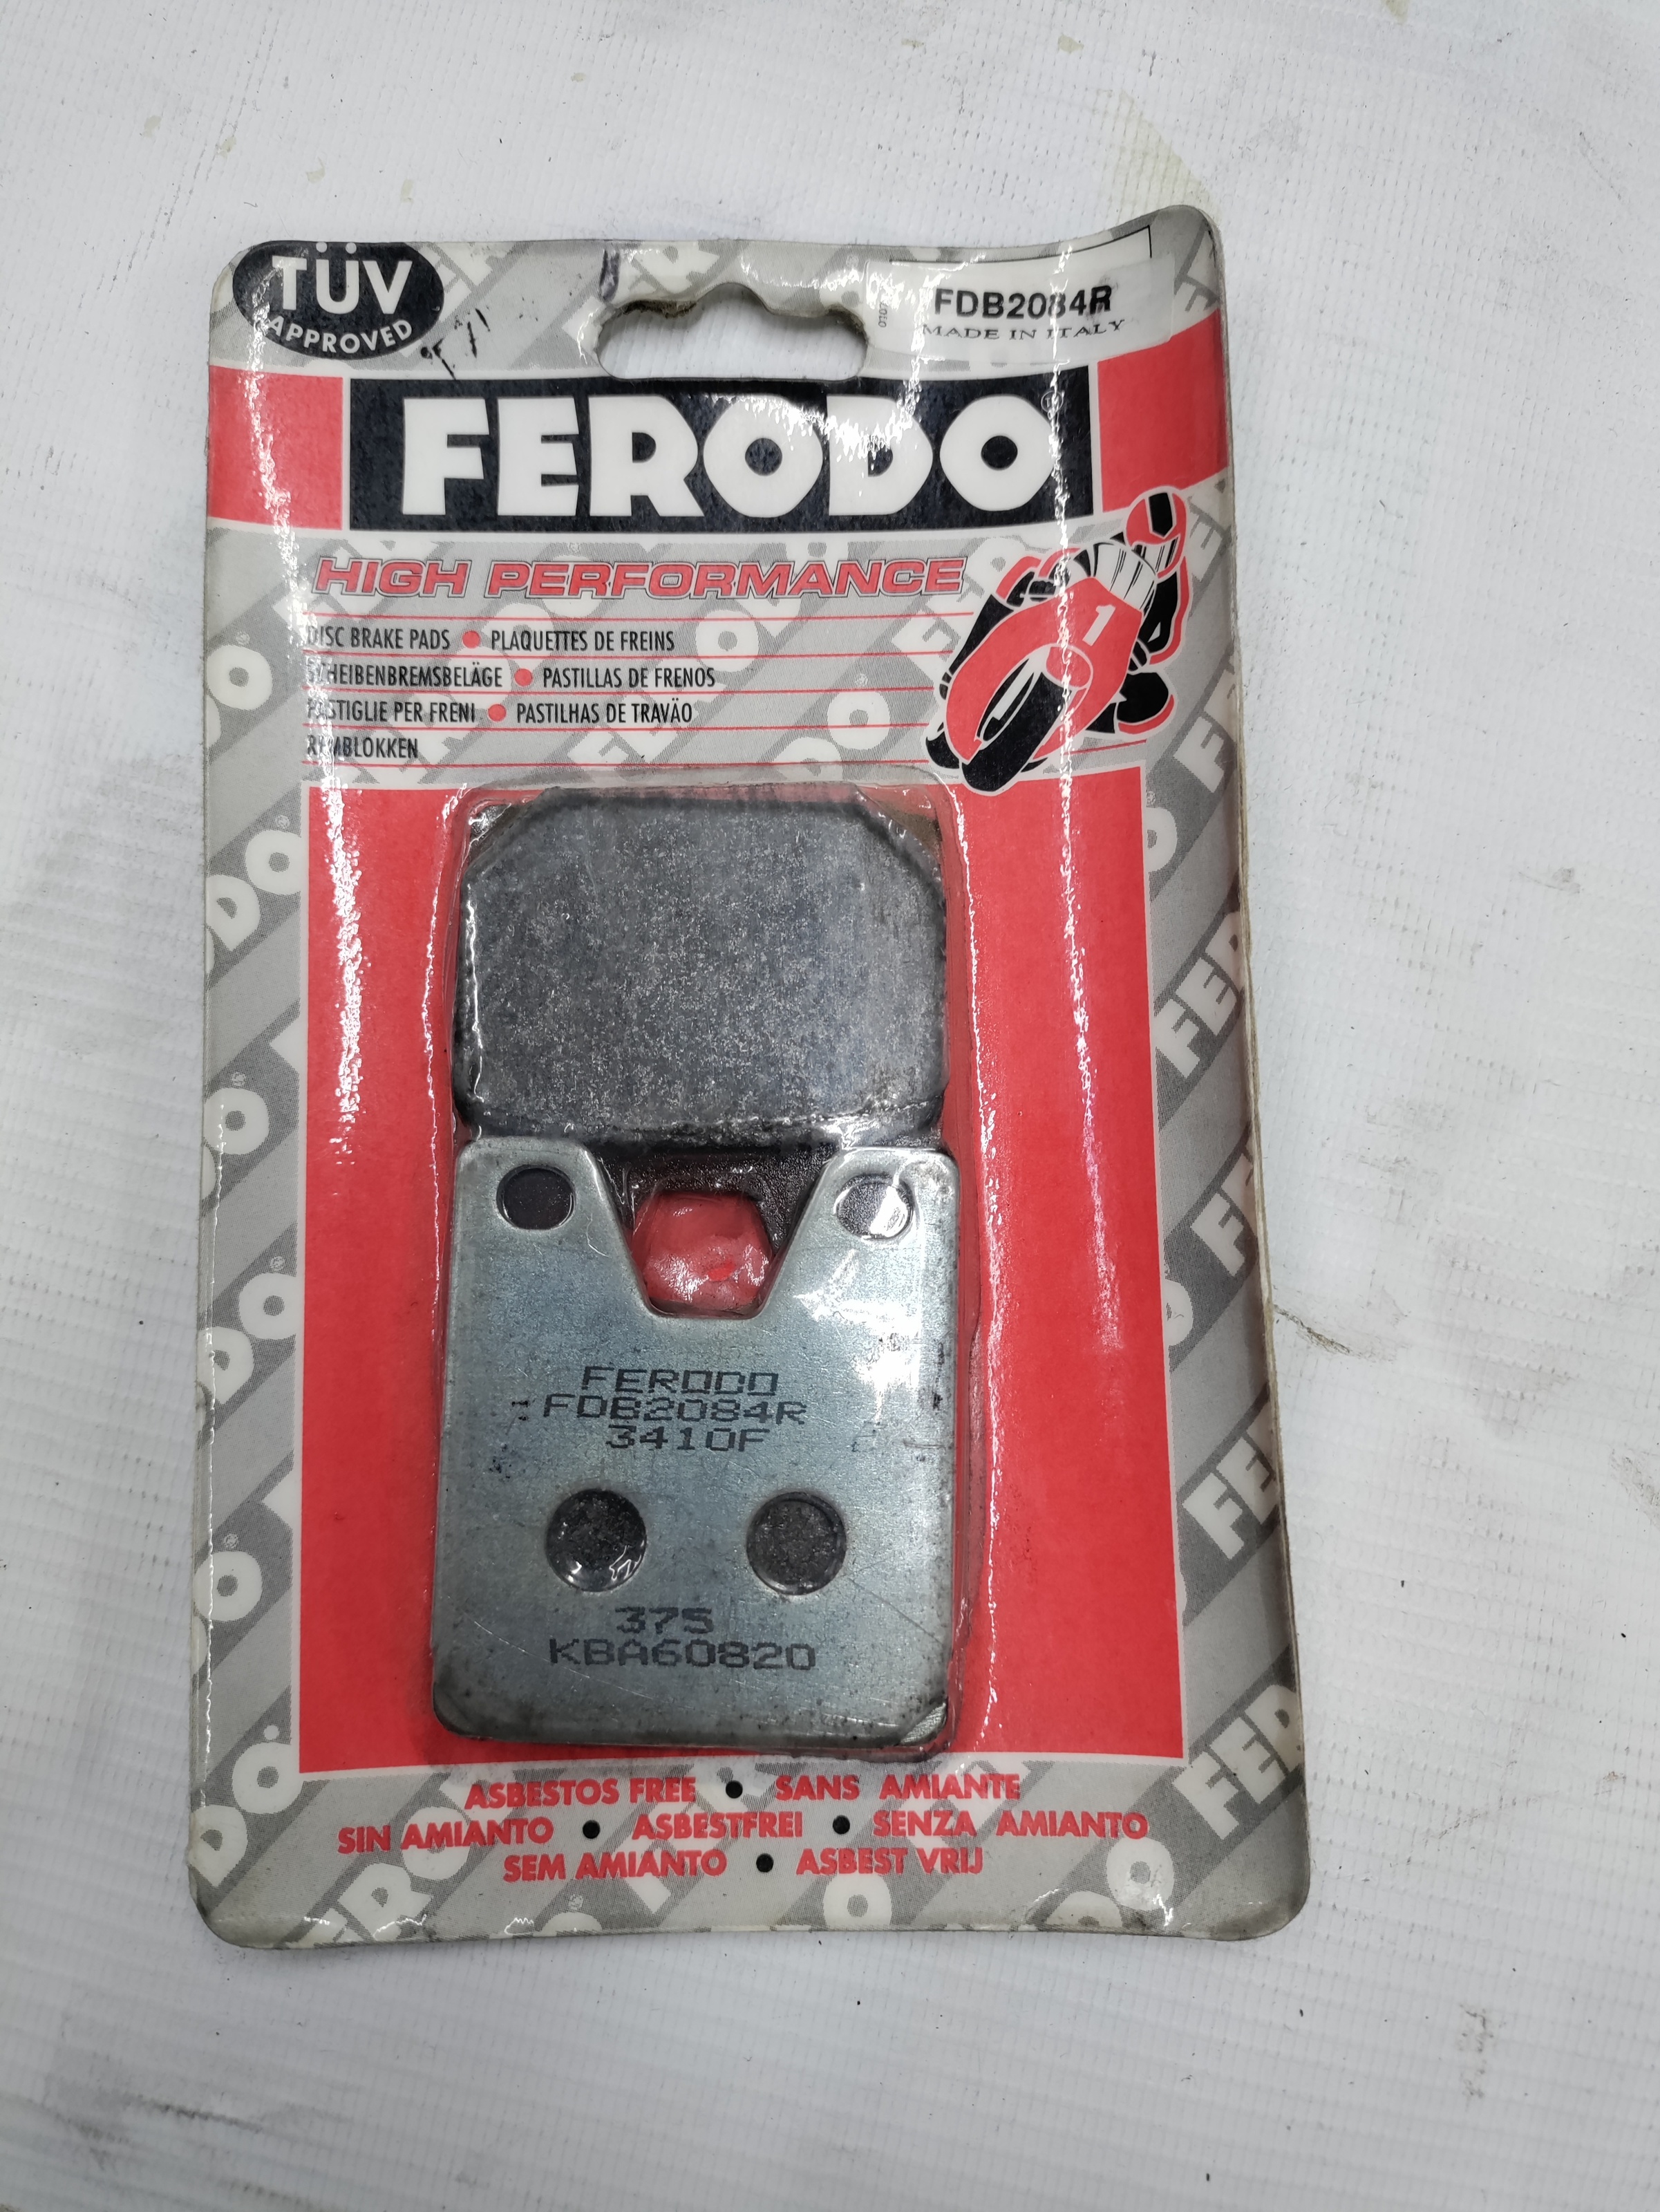 TÜV
APPROVED
FDB2084R
MADE IN ITALY
FERODO®
HIGH PERFORMANCE
DISC BRAKE PADS ● PLAQUETTES DE FREINS
SCHEIBENBREMSBELÄGE ● PASTILLAS DE FRENOS
PASTIGLIE PER FRENI ● PASTILHAS DE TRAVÃO
REMBLOKKEN
1
FERODO
FDB2084R
3410F
375
KBA60820
ASBESTOS FREE ● SANS AMIANTE
SIN AMIANTO ● ASBESTFREI ● SENZA AMIANTO
SEM AMIANTO ● ASBEST VRIJ